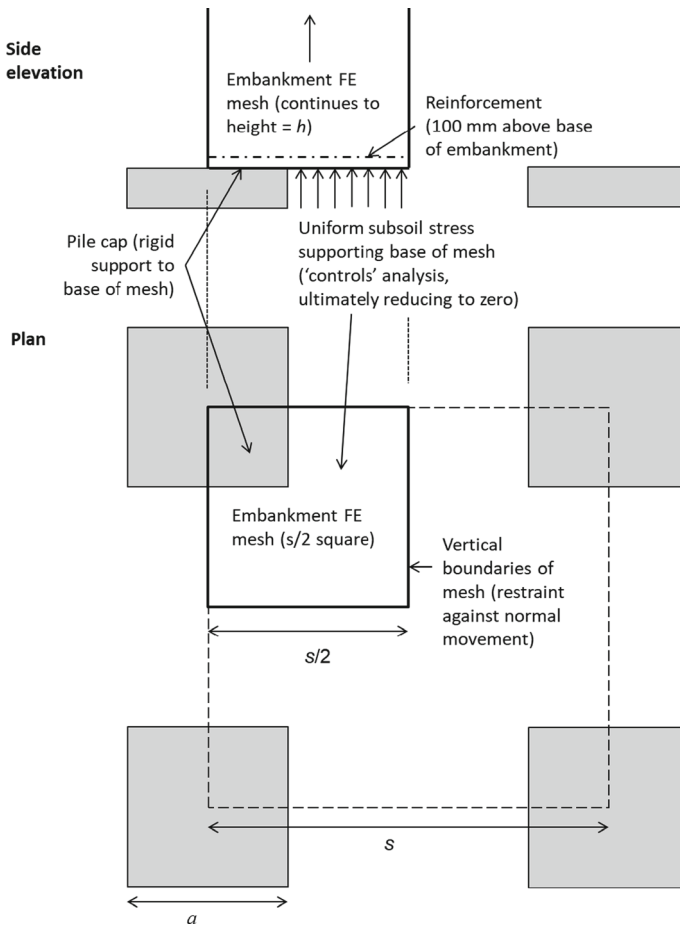 Side
elevation
Embankment FE
mesh (continues to
height = h)
Reinforcement
(100 mm above base
of embankment)
Pile cap (rigid
support to
base of mesh)
Uniform subsoil stress
supporting base of mesh
(‘controls’ analysis,
ultimately reducing to zero)
Plan
Embankment FE
mesh (s/2 square)
Vertical
boundaries of
mesh (restraint
against normal
movement)
s/2
s
a